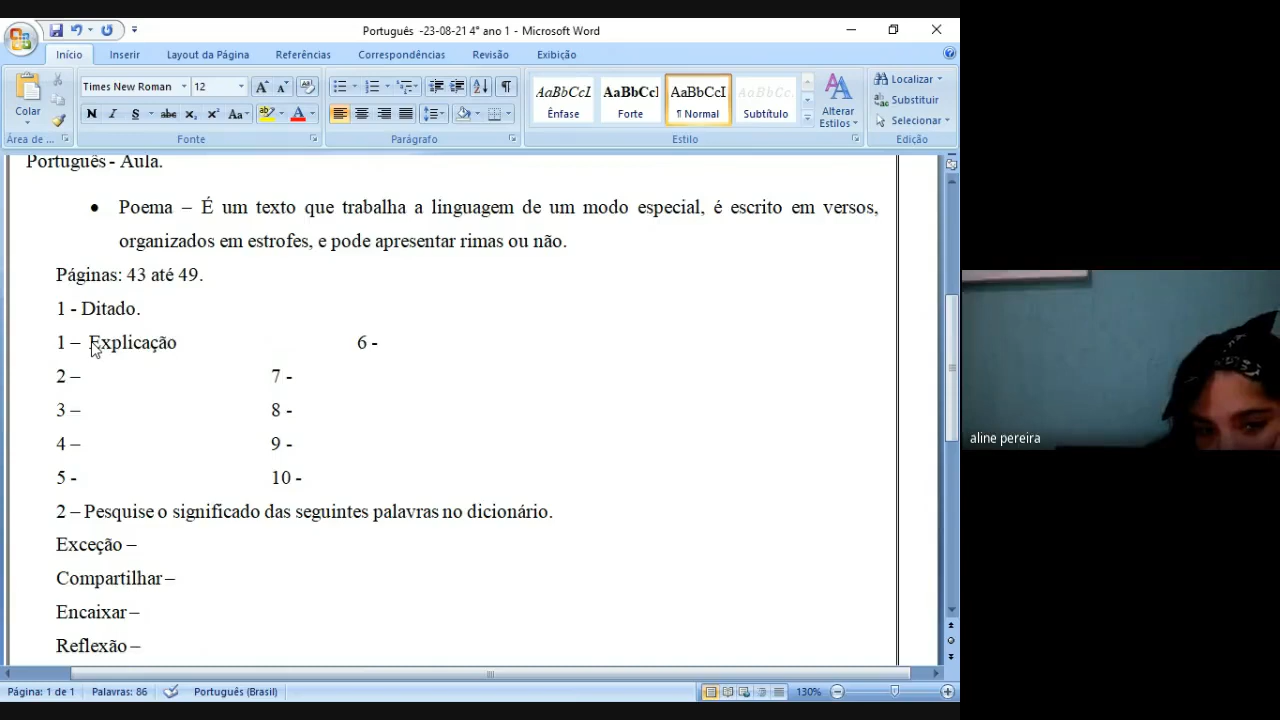 Português -23-08-21 4° ano 1 - Microsoft Word
Início Inserir Layout da Página Referências Correspondências Revisão Exibição
Times New Roman 12
AaBbCcI AaBbCcI AaBbCcI AaBbCc.
Localizar
Substituir
Selecionar
Colar
N I S abc x₂ x² Aa
Ênfase Forte ¶ Normal Subtítulo
Alterar Estilos
Área de ... Fonte Parágrafo Estilo Edição
Português - Aula.
• Poema – É um texto que trabalha a linguagem de um modo especial, é escrito em versos,
organizados em estrofes, e pode apresentar rimas ou não.
Páginas: 43 até 49.
1 - Ditado.
1 – Explicação 6 -
2 – 7 -
3 – 8 -
4 – 9 -
5 - 10 -
2 – Pesquise o significado das seguintes palavras no dicionário.
Exceção –
Compartilhar –
Encaixar –
Reflexão –
aline pereira
Página: 1 de 1 Palavras: 86 Português (Brasil) 130%